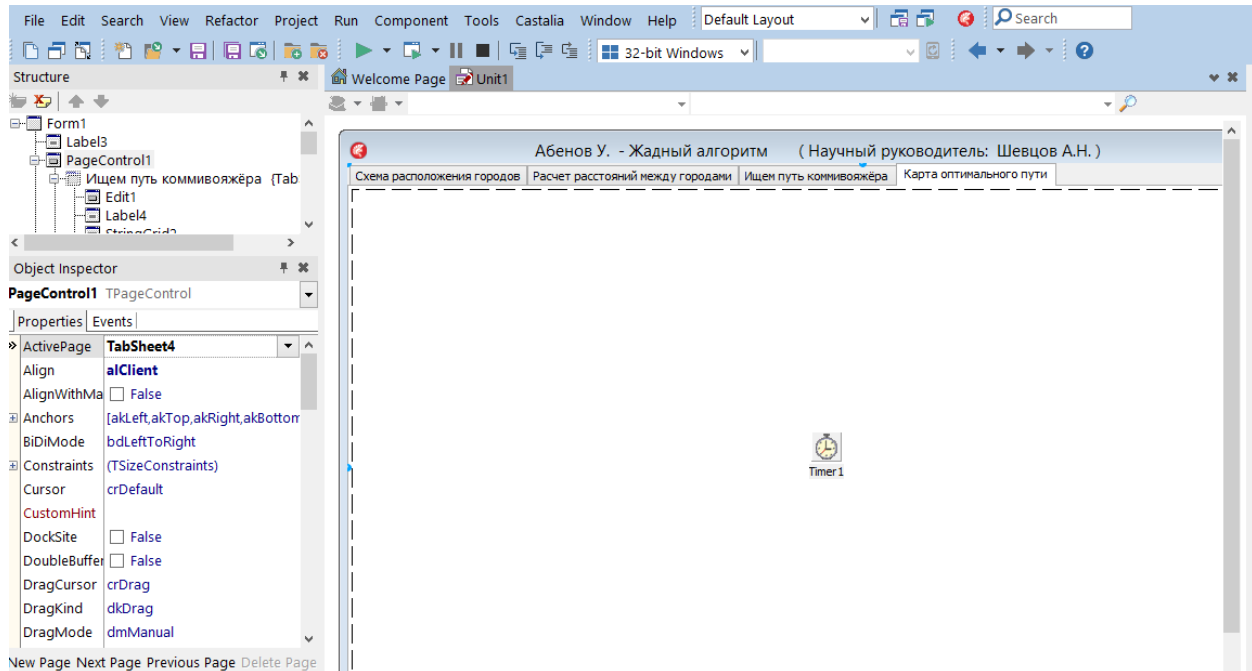 File Edit Search View Refactor Project Run Component Tools Castalia Window Help Default Layout Search
32-bit Windows
Structure
Welcome Page Unit1
Form1
Label3
PageControl1
Ищем путь коммивояжёра {Tab
Edit1
Label4
StringGrid2
Абенов У. - Жадный алгоритм ( Научный руководитель: Шевцов А.Н. )
Схема расположения городов Расчет расстояний между городами Ищем путь коммивояжёра Карта оптимального пути
Timer1
Object Inspector
PageControl1 TPageControl
Properties Events
ActivePage TabSheet4
Align alClient
AlignWithMa False
Anchors [akLeft,akTop,akRight,akBottom
BiDiMode bdLeftToRight
Constraints (TSizeConstraints)
Cursor crDefault
CustomHint
DockSite False
DoubleBuffer False
DragCursor crDrag
DragKind dkDrag
DragMode dmManual
New Page Next Page Previous Page Delete Page